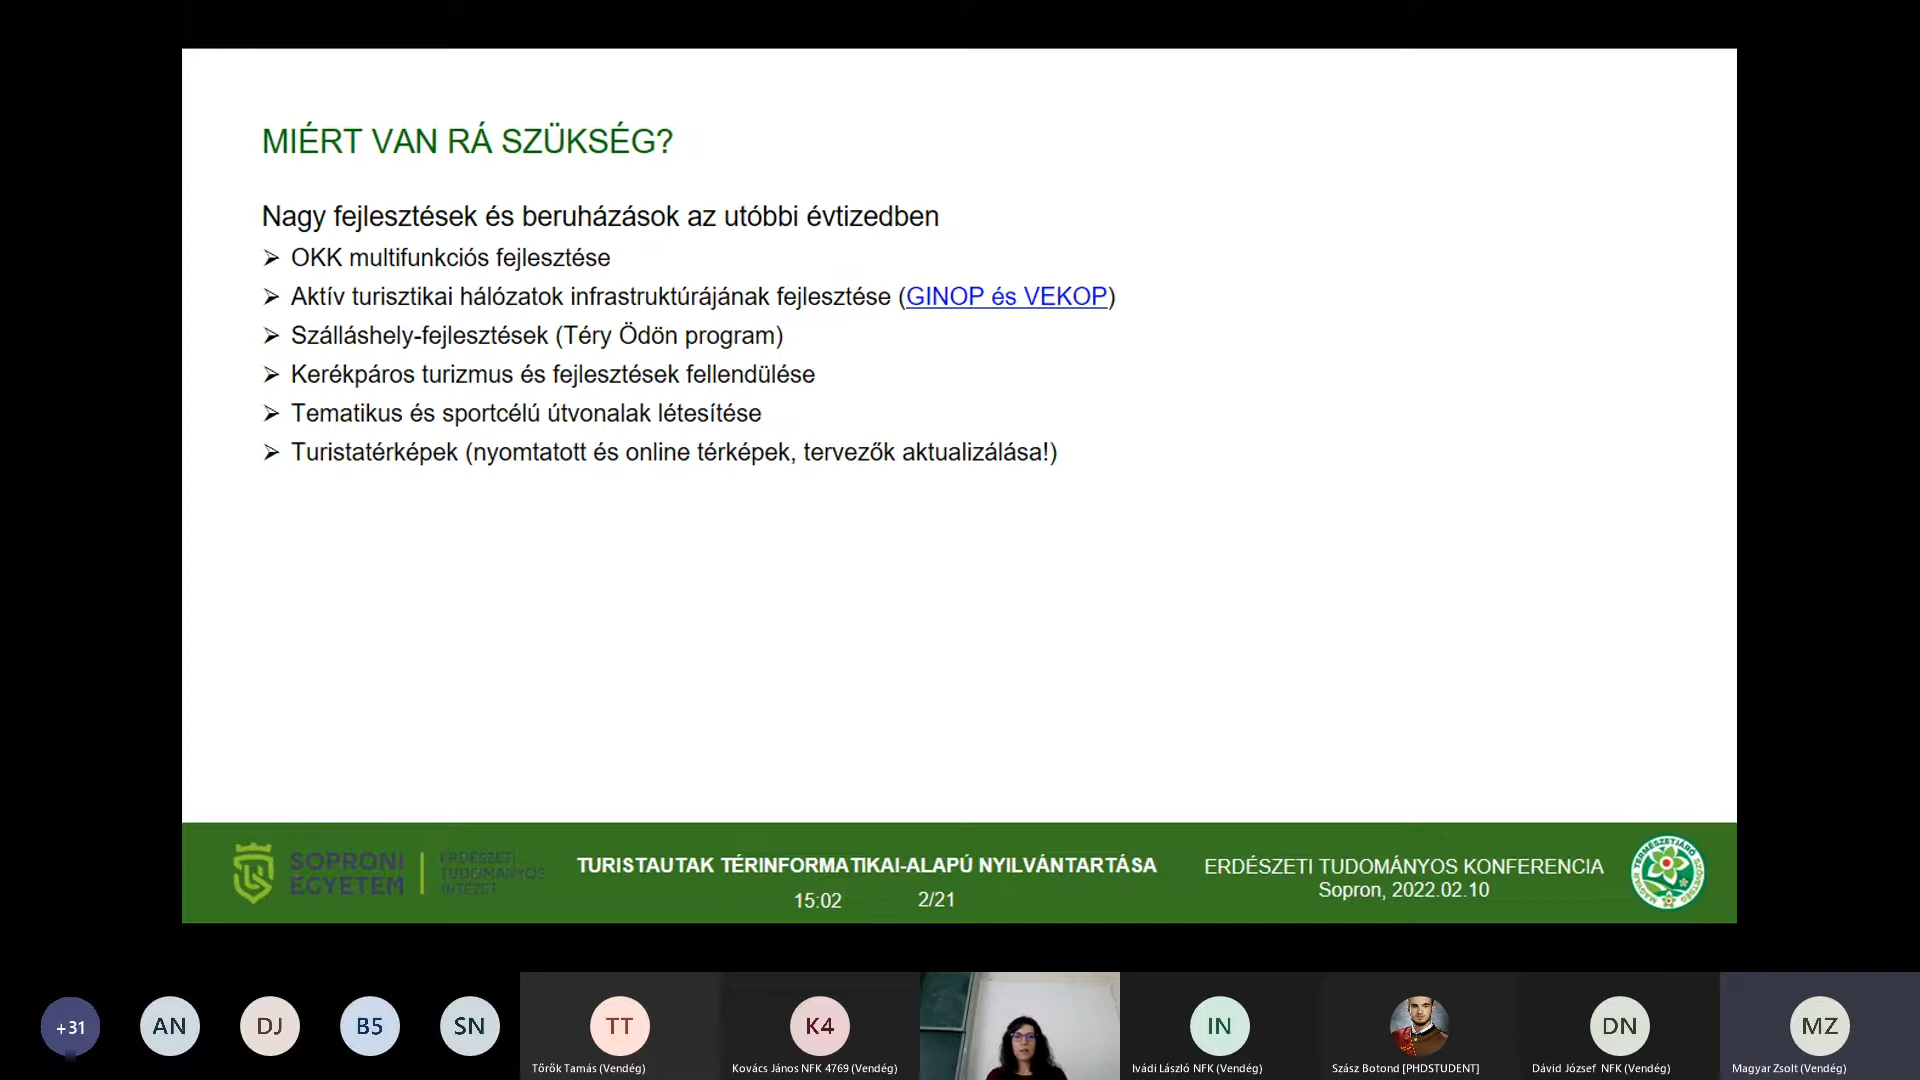 MIÉRT VAN RÁ SZÜKSÉG?
Nagy fejlesztések és beruházások az utóbbi évtizedben
➢ OKK multifunkciós fejlesztése
➢ Aktív turisztikai hálózatok infrastruktúrájának fejlesztése (GINOP és VEKOP)
➢ Szálláshely-fejlesztések (Téry Ödön program)
➢ Kerékpáros turizmus és fejlesztések fellendülése
➢ Tematikus és sportcélú útvonalak létesítése
➢ Turistatérképek (nyomtatott és online térképek, tervezők aktualizálása!)
SOPRONI
EGYETEM
ERDÉSZETI
TUDOMÁNYOS
INTÉZET
TURISTAUTAK TÉRINFORMATIKAI-ALAPÚ NYILVÁNTARTÁSA
15:02 2/21
ERDÉSZETI TUDOMÁNYOS KONFERENCIA
Sopron, 2022.02.10
MAGYAR TERMÉSZETJÁRÓ SZÖVETSÉG
+31
AN
DJ
B5
SN
TT
Török Tamás (Vendég)
K4
Kovács János NFK 4769 (Vendég)
IN
Ivádi László NFK (Vendég)
Szász Botond [PHDSTUDENT]
DN
Dávid József NFK (Vendég)
MZ
Magyar Zsolt (Vendég)